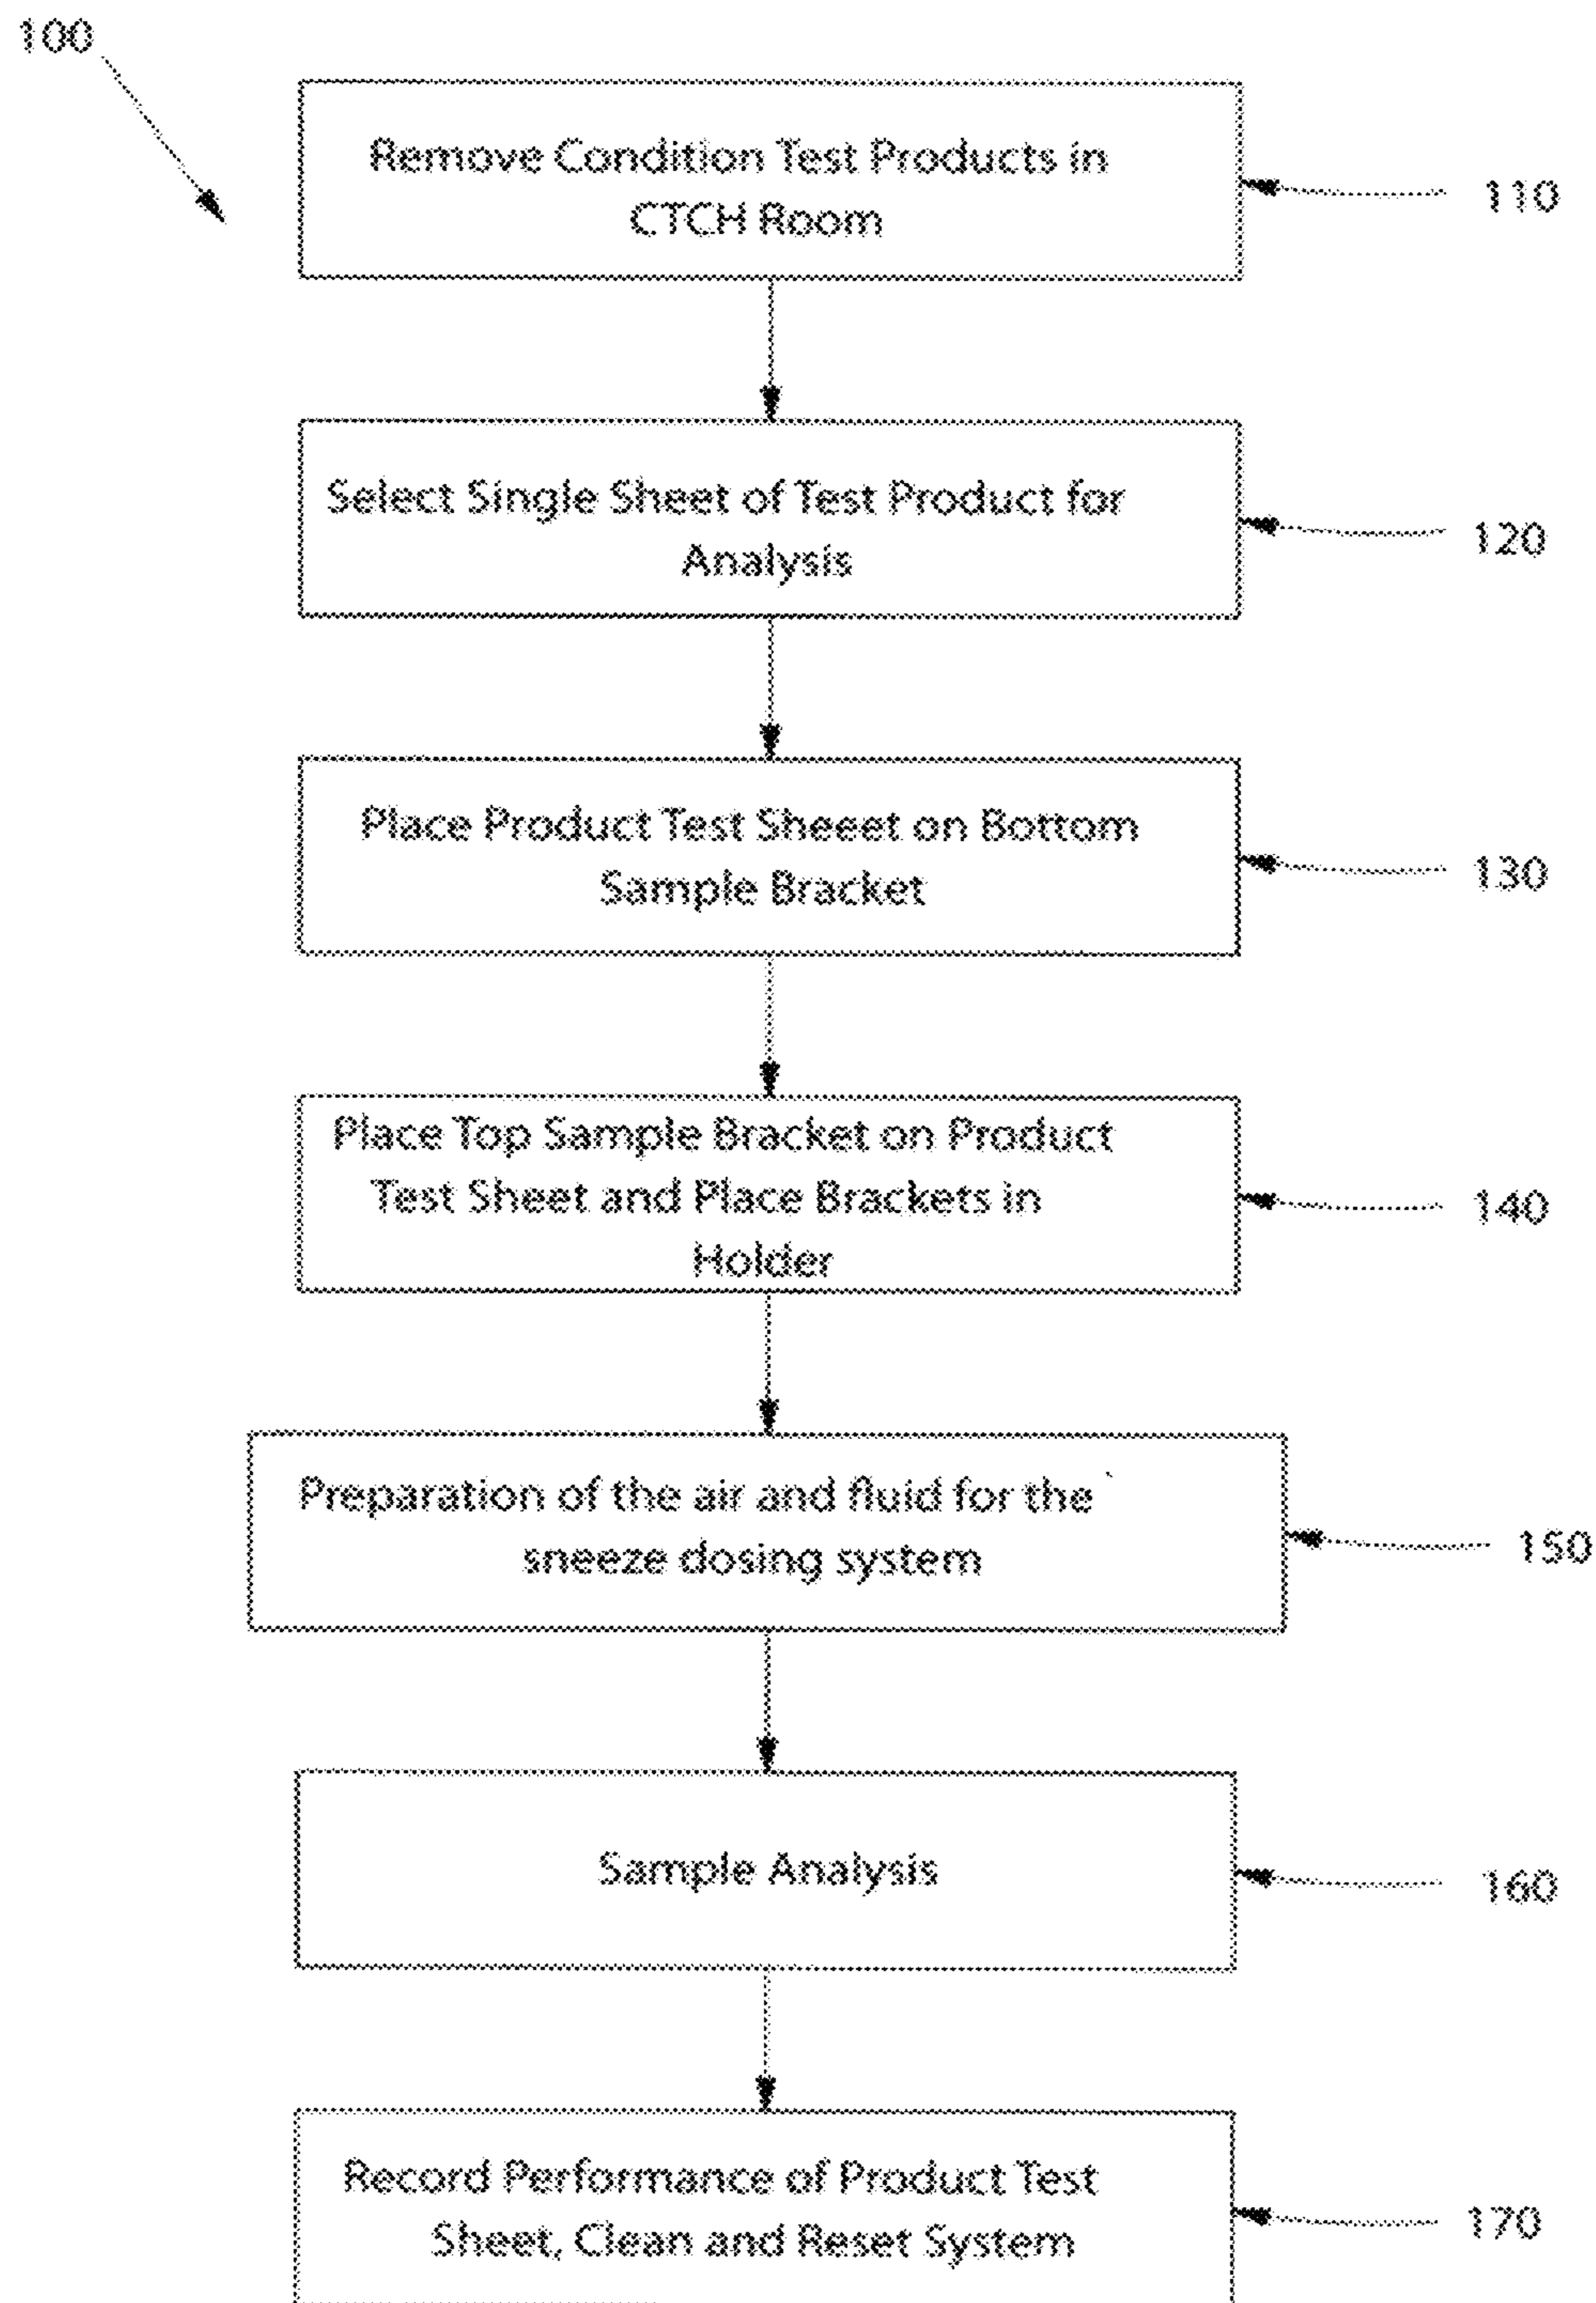 100
Remove Condition Test Products in
CTCH Room
110
Select Single Sheet of Test Product for
Analysis
120
Place Product Test Sheeet on Bottom
Sample Bracket
130
Place Top Sample Bracket on Product
Test Sheet and Place Brackets in
Holder
140
Preparation of the air and fluid for the
sneeze dosing system
150
Sample Analysis
160
Record Performance of Product Test
Sheet, Clean and Reset System
170